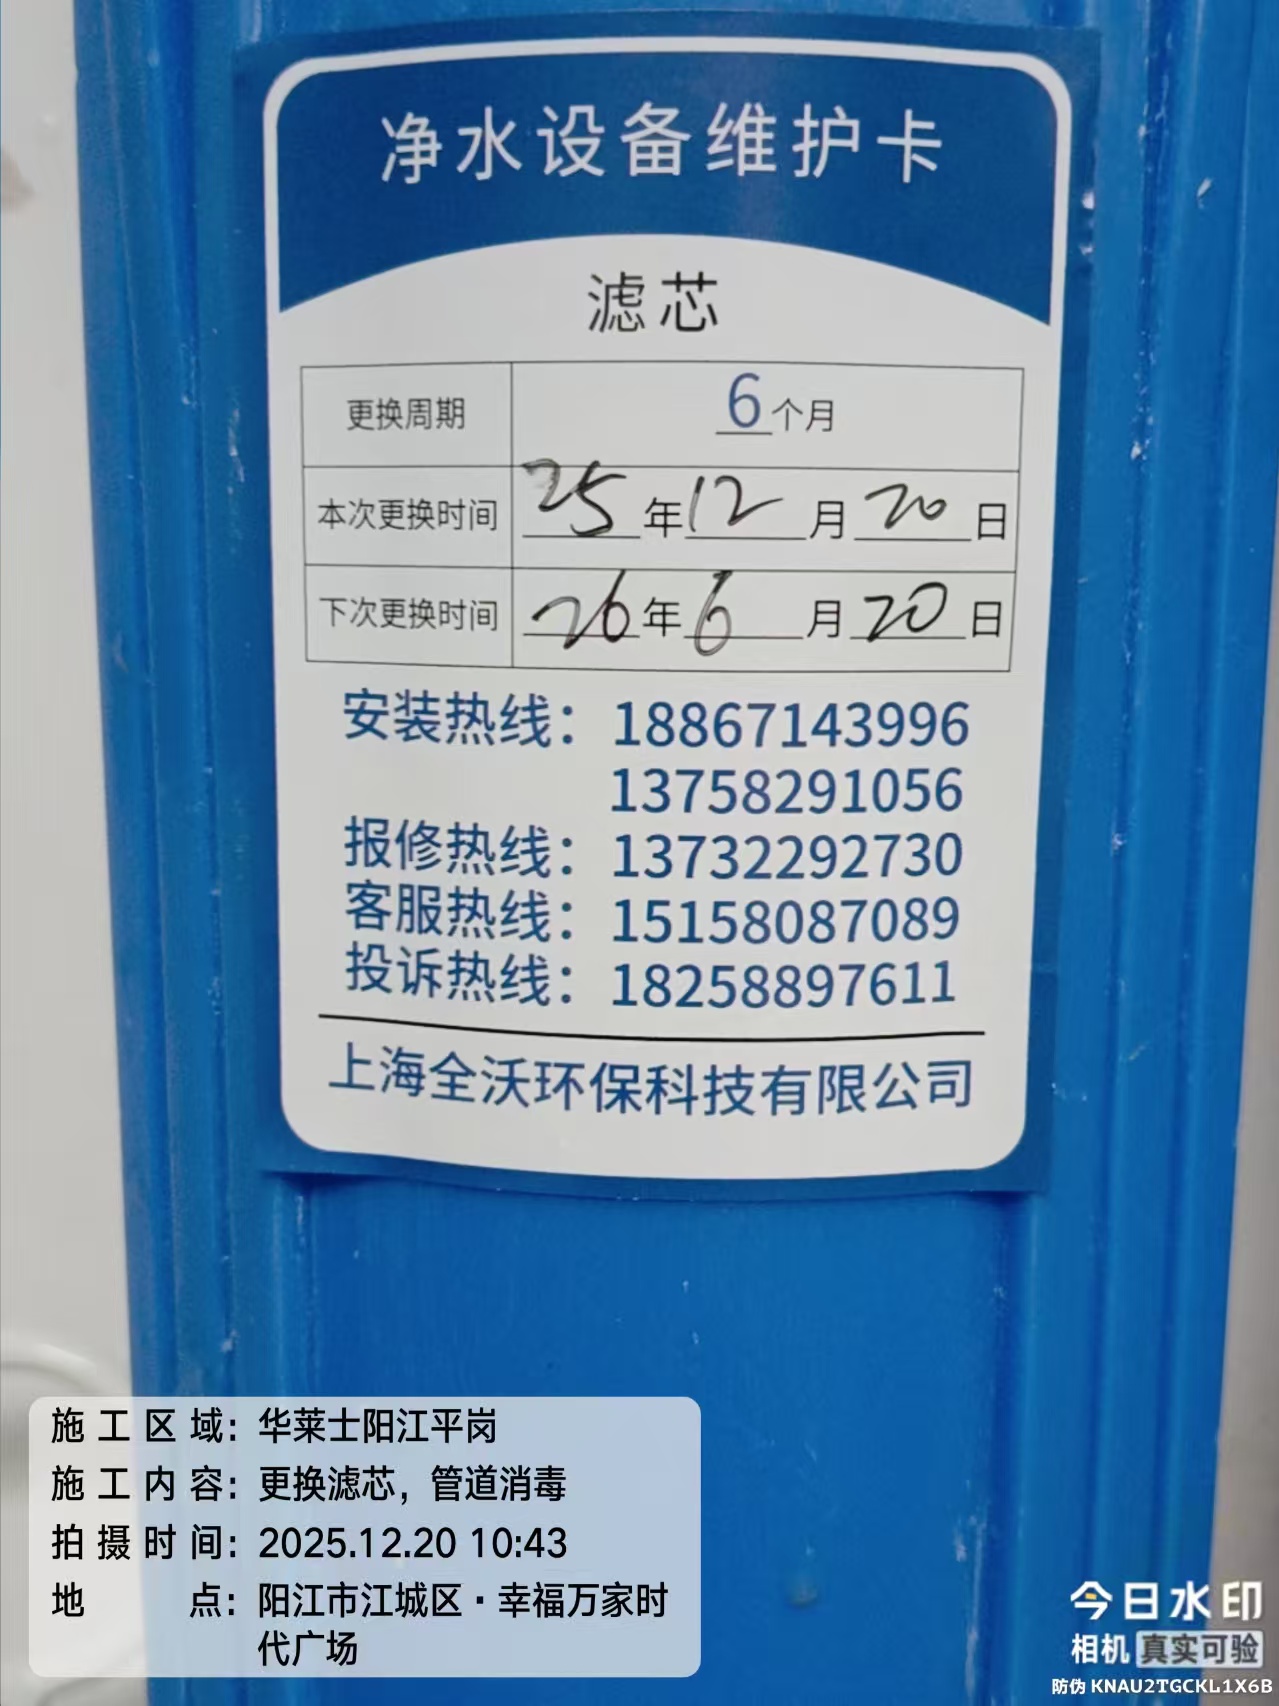 净水设备维护卡
滤芯
更换周期 6个月
本次更换时间 25年12月20日
下次更换时间 26年6月20日
安装热线：18867143996
13758291056
报修热线：13732292730
客服热线：15158087089
投诉热线：18258897611
上海全沃环保科技有限公司
施工区域：华莱士阳江平岗
施工内容：更换滤芯，管道消毒
拍摄时间：2025.12.20 10:43
地点：阳江市江城区·幸福万家时
代广场
今日水印
相机 真实可验
防伪 KNAU2TGCKL1X6B